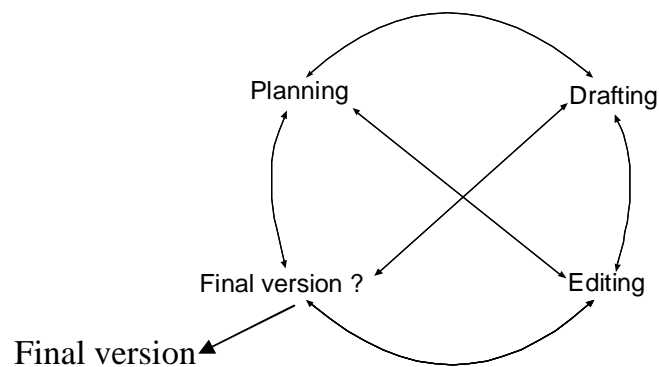 Planning
Drafting
Final version ?
Editing
Final version